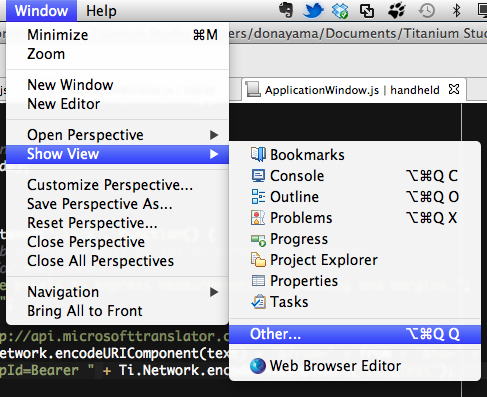 Window Help
ers/donayama/Documents/Titanium Stud
Minimize ⌘M
Zoom
ApplicationWindow.js | handheld
New Window
New Editor
Open Perspective
Show View
Bookmarks
Console ⌥⌘Q C
Customize Perspective...
Outline ⌥⌘Q O
Save Perspective As...
Problems ⌥⌘Q X
Reset Perspective...
Progress
Close Perspective
Project Explorer
Close All Perspectives
Properties
Navigation
Tasks
Bring All to Front
Other... ⌥⌘Q Q
p://api.microsofttranslator.c
etwork.encodeURIComponent(tex
Web Browser Editor
pId=Bearer " + Ti.Network.enc